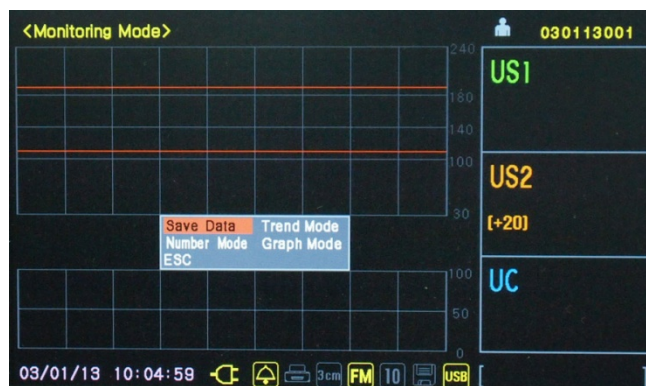 <Monitoring Mode>
030113001
240
180
140
100
30
US1
US2
(+20)
Save Data Trend Mode
Number Mode Graph Mode
ESC
100
50
0
UC
03/01/13 10:04:59 3cm FM 10 USB [ ]